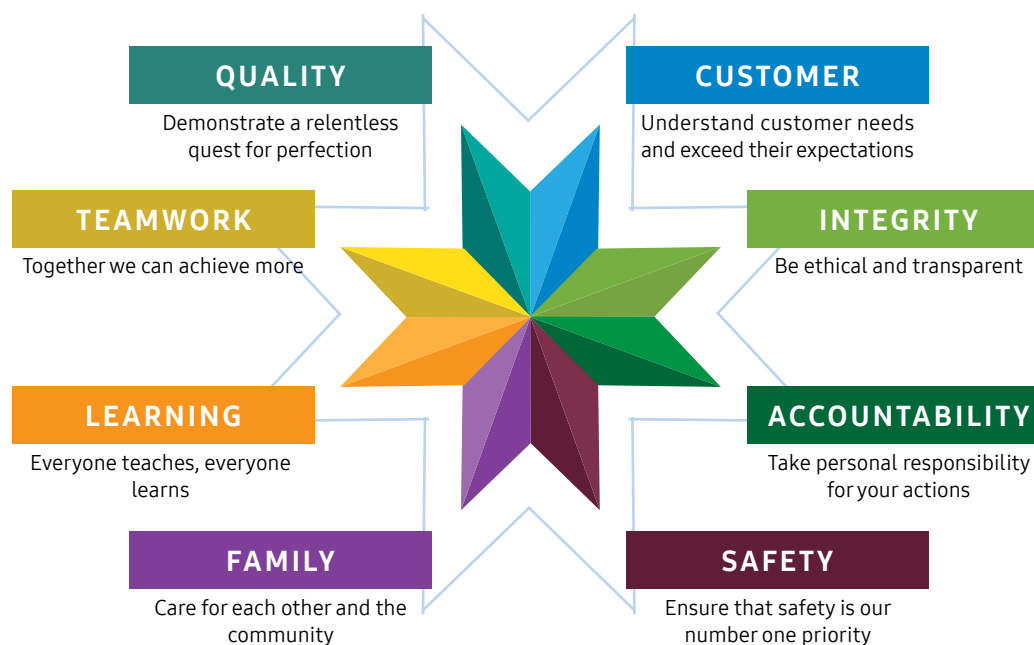 QUALITY
Demonstrate a relentless
quest for perfection
CUSTOMER
Understand customer needs
and exceed their expectations
TEAMWORK
Together we can achieve more
INTEGRITY
Be ethical and transparent
LEARNING
Everyone teaches, everyone
learns
ACCOUNTABILITY
Take personal responsibility
for your actions
FAMILY
Care for each other and the
community
SAFETY
Ensure that safety is our
number one priority